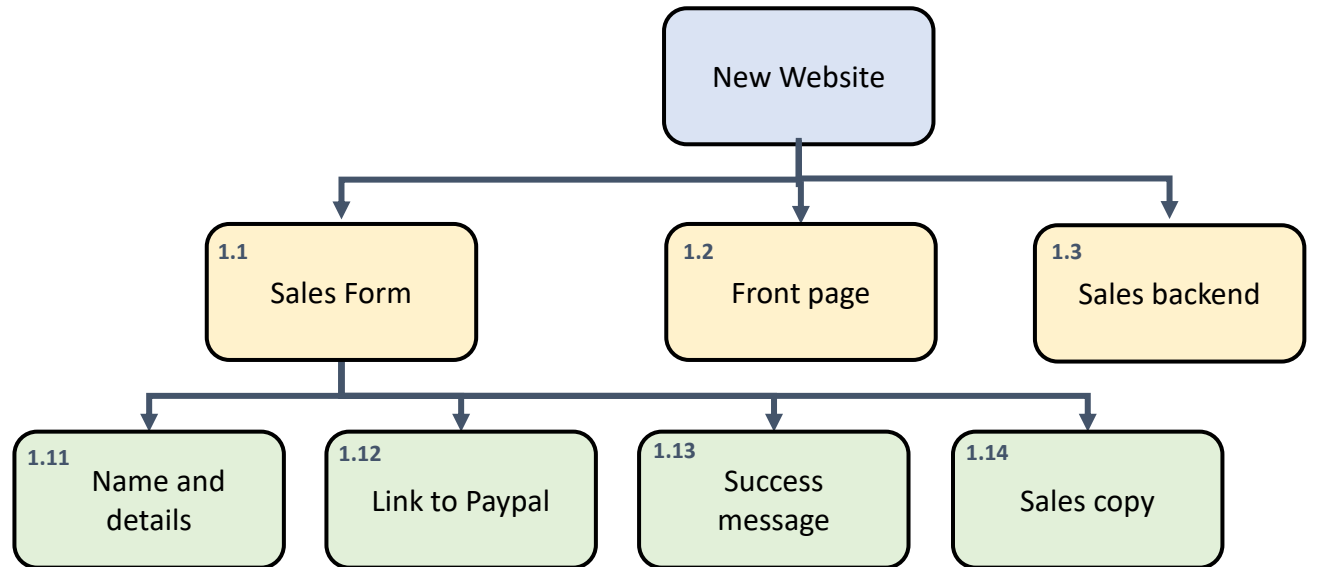 New Website
1.1
Sales Form
1.2
Front page
1.3
Sales backend
1.11
Name and
details
1.12
Link to Paypal
1.13
Success
message
1.14
Sales copy